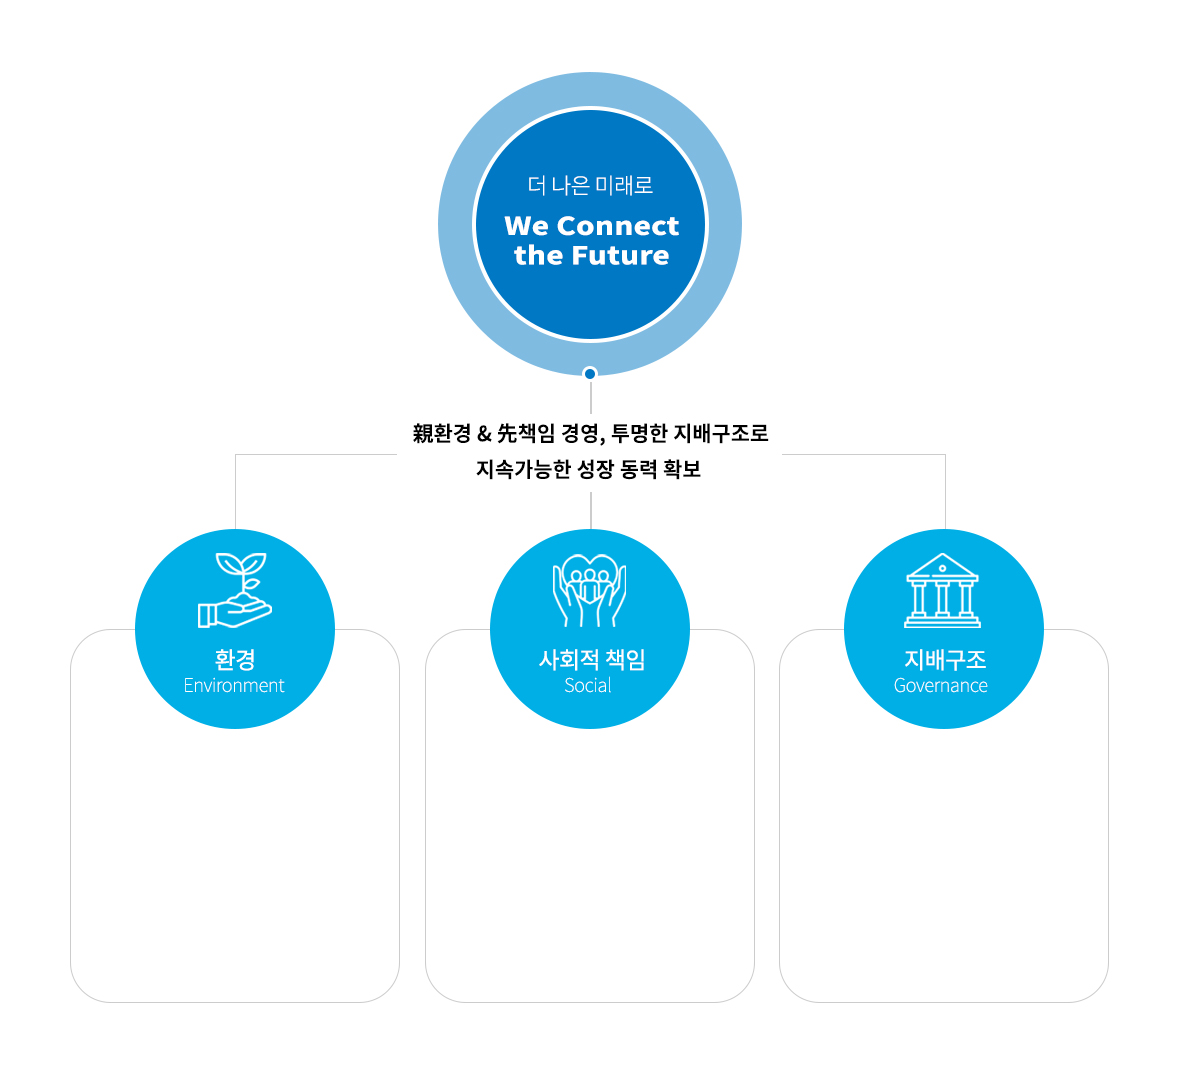 더 나은 미래로
We Connect
the Future
親환경 & 先책임 경영, 투명한 지배구조로
지속가능한 성장 동력 확보
환경
Environment
사회적 책임
Social
지배구조
Governance